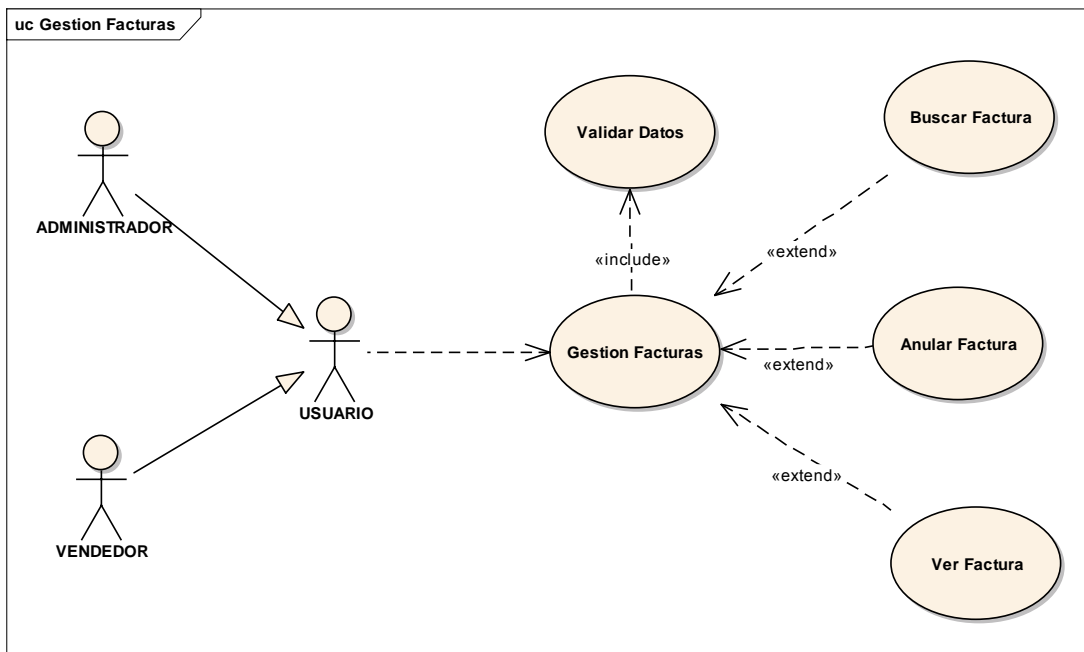 uc Gestion Facturas
ADMINISTRADOR
VENDEDOR
USUARIO
Validar Datos
«include»
Gestion Facturas
Buscar Factura
«extend»
Anular Factura
«extend»
Ver Factura
«extend»